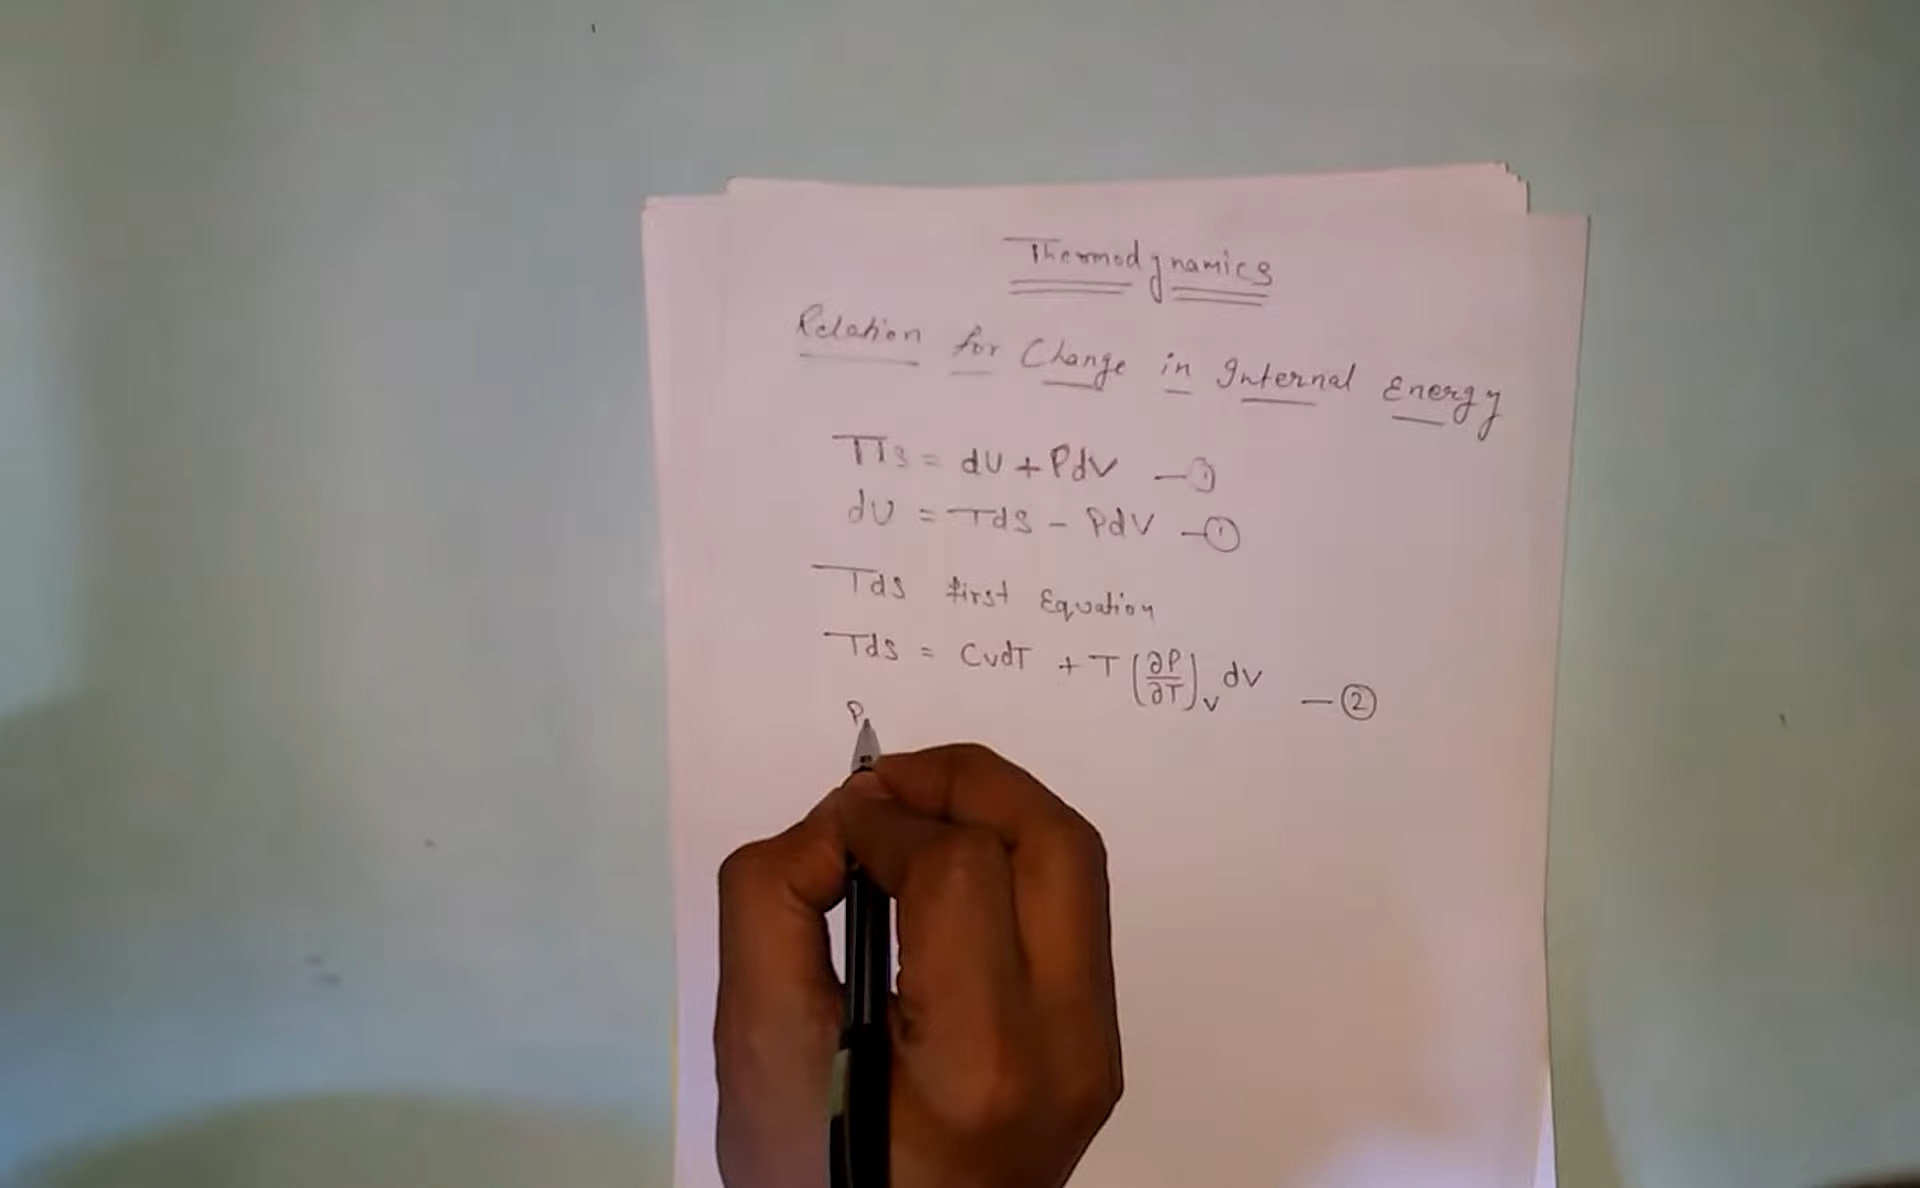 Thermodynamics
Relation for Change in Internal Energy
TTS = dU + PdV —①
dU = TdS - PdV —①
Tds first Equation
Tds = CvdT + T (∂P/∂T)v dV —②
P